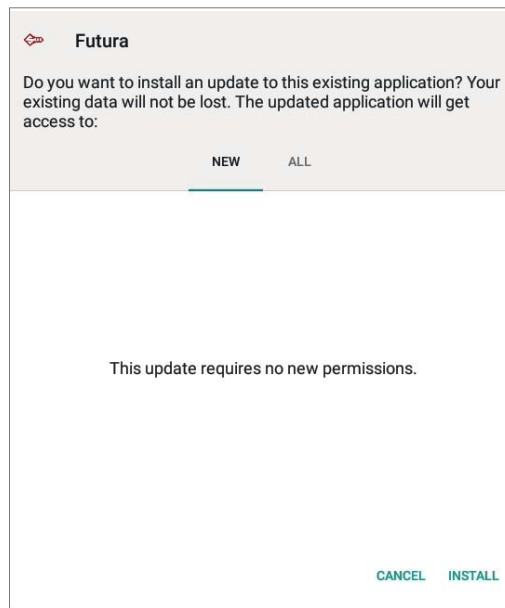 Futura
Do you want to install an update to this existing application? Your
existing data will not be lost. The updated application will get
access to:
NEW ALL
This update requires no new permissions.
CANCEL INSTALL